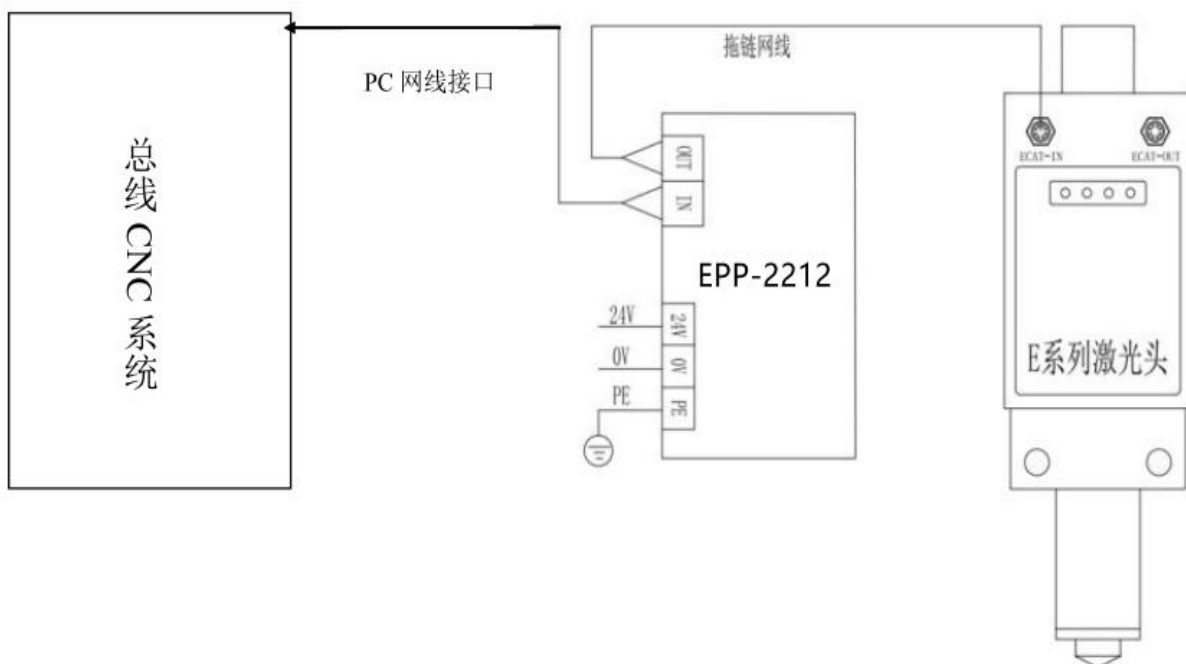 拖链网线
PC 网线接口
总线 CNC 系统
OUT
IN
ECAT-IN
ECAT-OUT
EPP-2212
24V
24V
0V
0V
PE
PE
E系列激光头